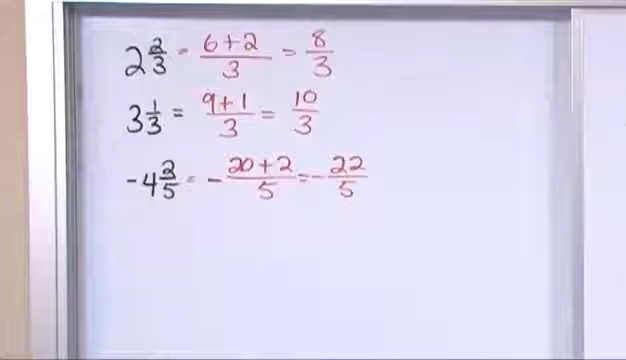 2 2/3 = (6+2)/3 = 8/3
3 1/3 = (9+1)/3 = 10/3
-4 2/5 = -(20+2)/5 = -22/5